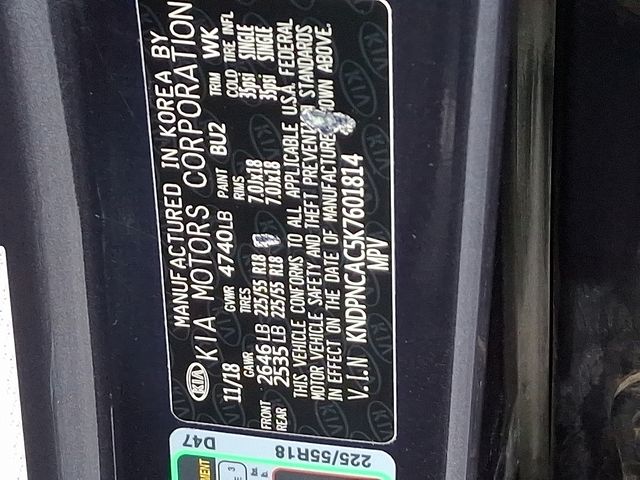 MANUFACTURED IN KOREA BY
KIA KIA MOTORS CORPORATION
11/18 GVWR 4740LB PAINT BU2 TRIM WK
GAWR TIRES RIMS COLD TIRE INFL
FRONT 2646LB 225/55 R18 7.0Jx18 35psi SINGLE
REAR 2535LB 225/55 R18 7.0Jx18 35psi SINGLE
THIS VEHICLE CONFORMS TO ALL APPLICABLE U.S.A. FEDERAL
MOTOR VEHICLE SAFETY AND THEFT PREVENT STANDARDS
IN EFFECT ON THE DATE OF MANUFACTURE OWN ABOVE.
V.I.N KNDPNCAC5K7601814
MPV
D47
225/55R18